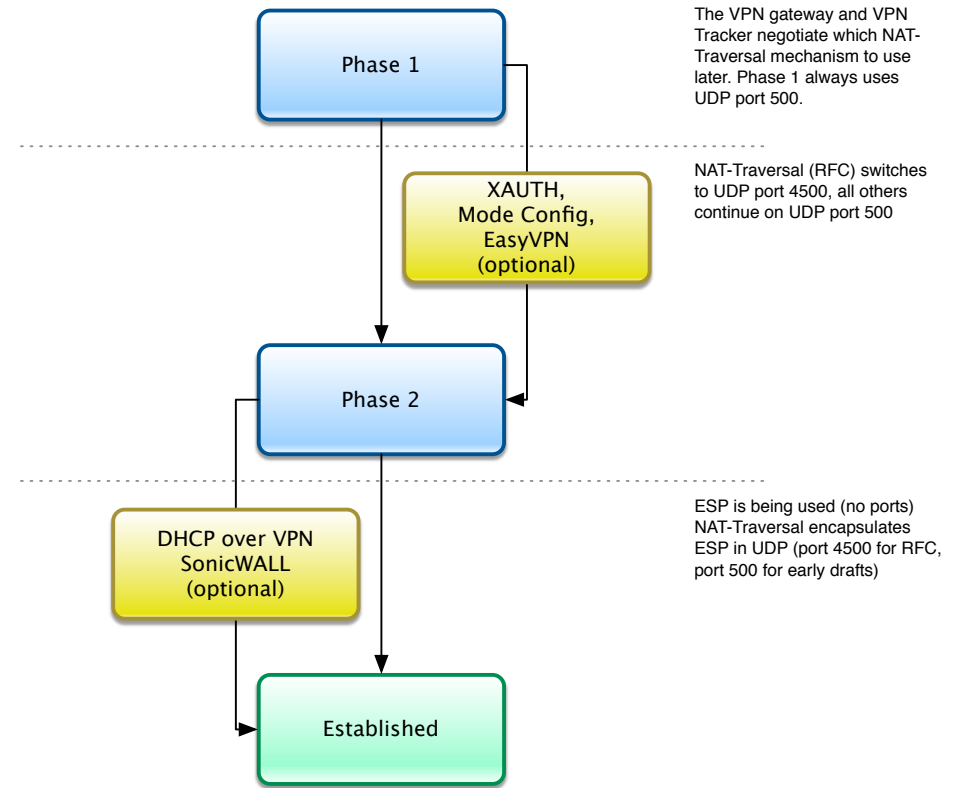 Phase 1
The VPN gateway and VPN
Tracker negotiate which NAT-
Traversal mechanism to use
later. Phase 1 always uses
UDP port 500.
XAUTH,
Mode Config,
EasyVPN
(optional)
NAT-Traversal (RFC) switches
to UDP port 4500, all others
continue on UDP port 500
Phase 2
DHCP over VPN
SonicWALL
(optional)
ESP is being used (no ports)
NAT-Traversal encapsulates
ESP in UDP (port 4500 for RFC,
port 500 for early drafts)
Established